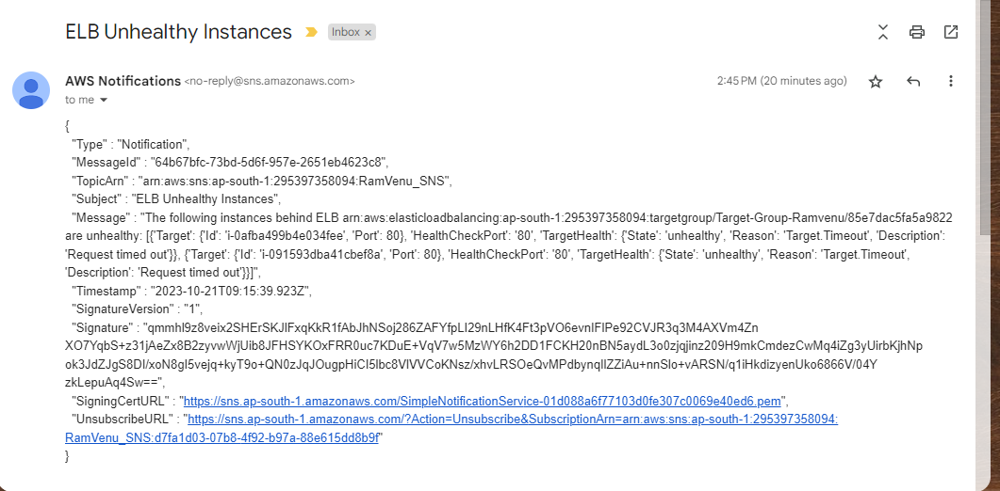 ELB Unhealthy Instances Inbox ×
AWS Notifications <no-reply@sns.amazonaws.com> 2:45 PM (20 minutes ago)
to me
{
"Type" : "Notification",
"MessageId" : "64b67bfc-73bd-5d6f-957e-2651eb4623c8",
"TopicArn" : "arn:aws:sns:ap-south-1:295397358094:RamVenu_SNS",
"Subject" : "ELB Unhealthy Instances",
"Message" : "The following instances behind ELB arn:aws:elasticloadbalancing:ap-south-1:295397358094:targetgroup/Target-Group-Ramvenu/85e7dac5fa5a9822
are unhealthy: [{'Target': {'Id': 'i-0afba499b4e034fee', 'Port': 80}, 'HealthCheckPort': '80', 'TargetHealth': {'State': 'unhealthy', 'Reason': 'Target.Timeout', 'Description':
'Request timed out'}}, {'Target': {'Id': 'i-091593dba41cbef8a', 'Port': 80}, 'HealthCheckPort': '80', 'TargetHealth': {'State': 'unhealthy', 'Reason': 'Target.Timeout',
'Description': 'Request timed out'}}]",
"Timestamp" : "2023-10-21T09:15:39.923Z",
"SignatureVersion" : "1",
"Signature" : "qmmhl9z8veix2SHErSKJlFxqKkR1fAbJhNSoj286ZAFYfpLI29nLHfK4Ft3pVO6evnIFlPe92CVJR3q3M4AXVm4Zn
XO7YqbS+z31jAeZx8B2zyvwWjUib8JFHSYKOxFRR0uc7KDuE+VqV7w5MzWY6h2DD1FCKH20nBN5aydL3o0zjqjinz209H9mkCmdezCwMq4iZg3yUirbKjhNp
ok3JdZJgS8DI/xoN8gI5vejq+kyT9o+QN0zJqJOugpHiCI5Ibc8VIVVCoKNsz/xhvLRSOeQvMPdbynqIlZZiAu+nnSlo+vARSN/q1iHkdizyenUko6866V/04Y
zkLepuAq4Sw==",
"SigningCertURL" : "https://sns.ap-south-1.amazonaws.com/SimpleNotificationService-01d088a6f77103d0fe307c0069e40ed6.pem",
"UnsubscribeURL" : "https://sns.ap-south-1.amazonaws.com/?Action=Unsubscribe&SubscriptionArn=arn:aws:sns:ap-south-1:295397358094:
RamVenu_SNS:d7fa1d03-07b8-4f92-b97a-88e615dd8b9f"
}